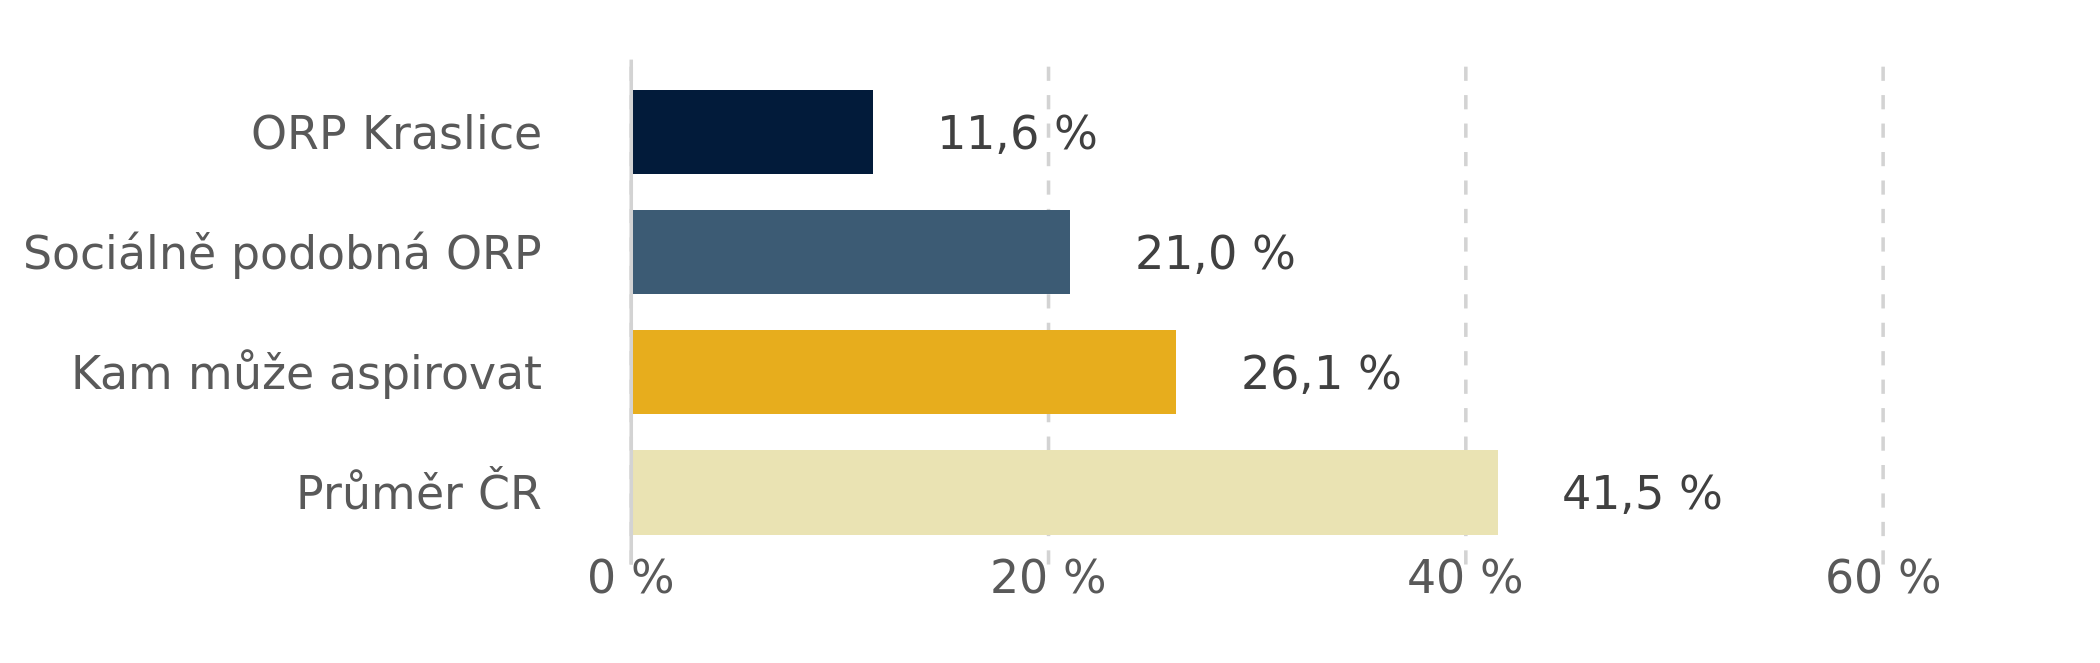 ORP Kraslice 11,6 %
Sociálně podobná ORP 21,0 %
Kam může aspirovat 26,1 %
Průměr ČR 41,5 %
0 % 20 % 40 % 60 %